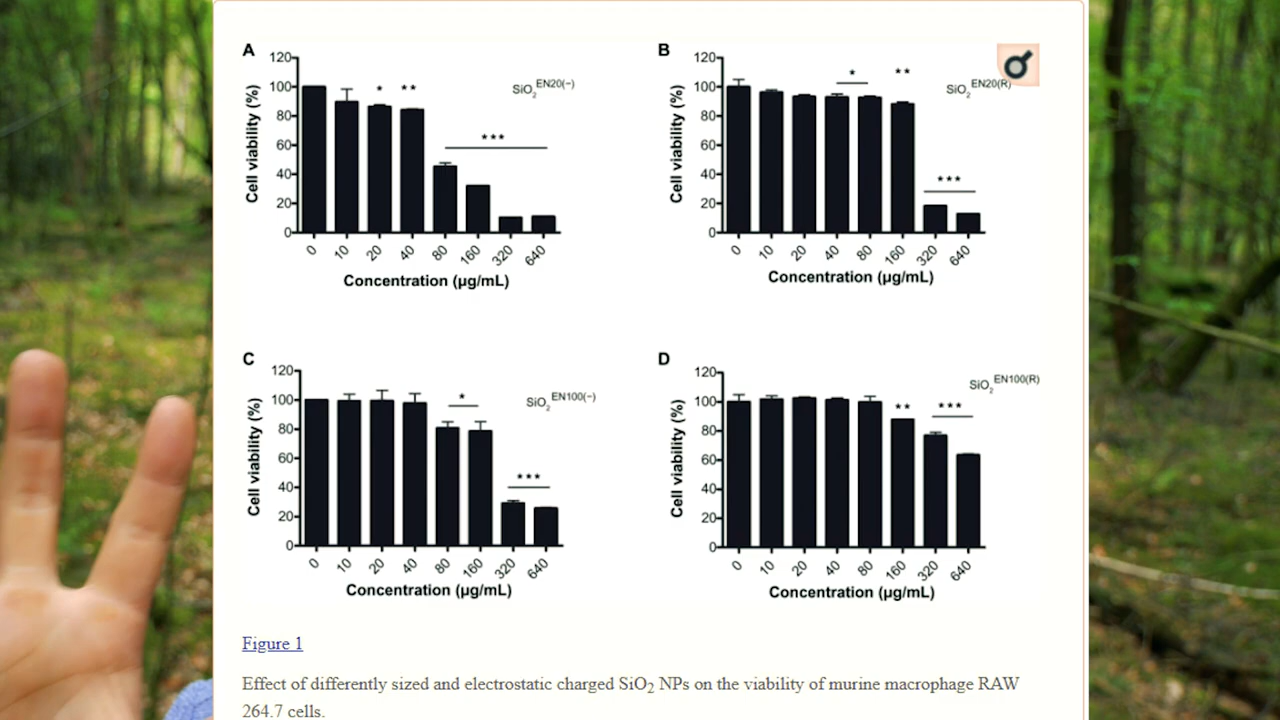 A
120
100
80
60
40
20
0
Cell viability (%)
* ** ***
SiO2EN20(−)
0 10 20 40 80 160 320 640
Concentration (μg/mL)
B
120
100
80
60
40
20
0
Cell viability (%)
* ** ***
SiO2EN20(R)
0 10 20 40 80 160 320 640
Concentration (μg/mL)
C
120
100
80
60
40
20
0
Cell viability (%)
* ***
SiO2EN100(−)
0 10 20 40 80 160 320 640
Concentration (μg/mL)
D
120
100
80
60
40
20
0
Cell viability (%)
** ***
SiO2EN100(R)
0 10 20 40 80 160 320 640
Concentration (μg/mL)
Figure 1
Effect of differently sized and electrostatic charged SiO2 NPs on the viability of murine macrophage RAW
264.7 cells.